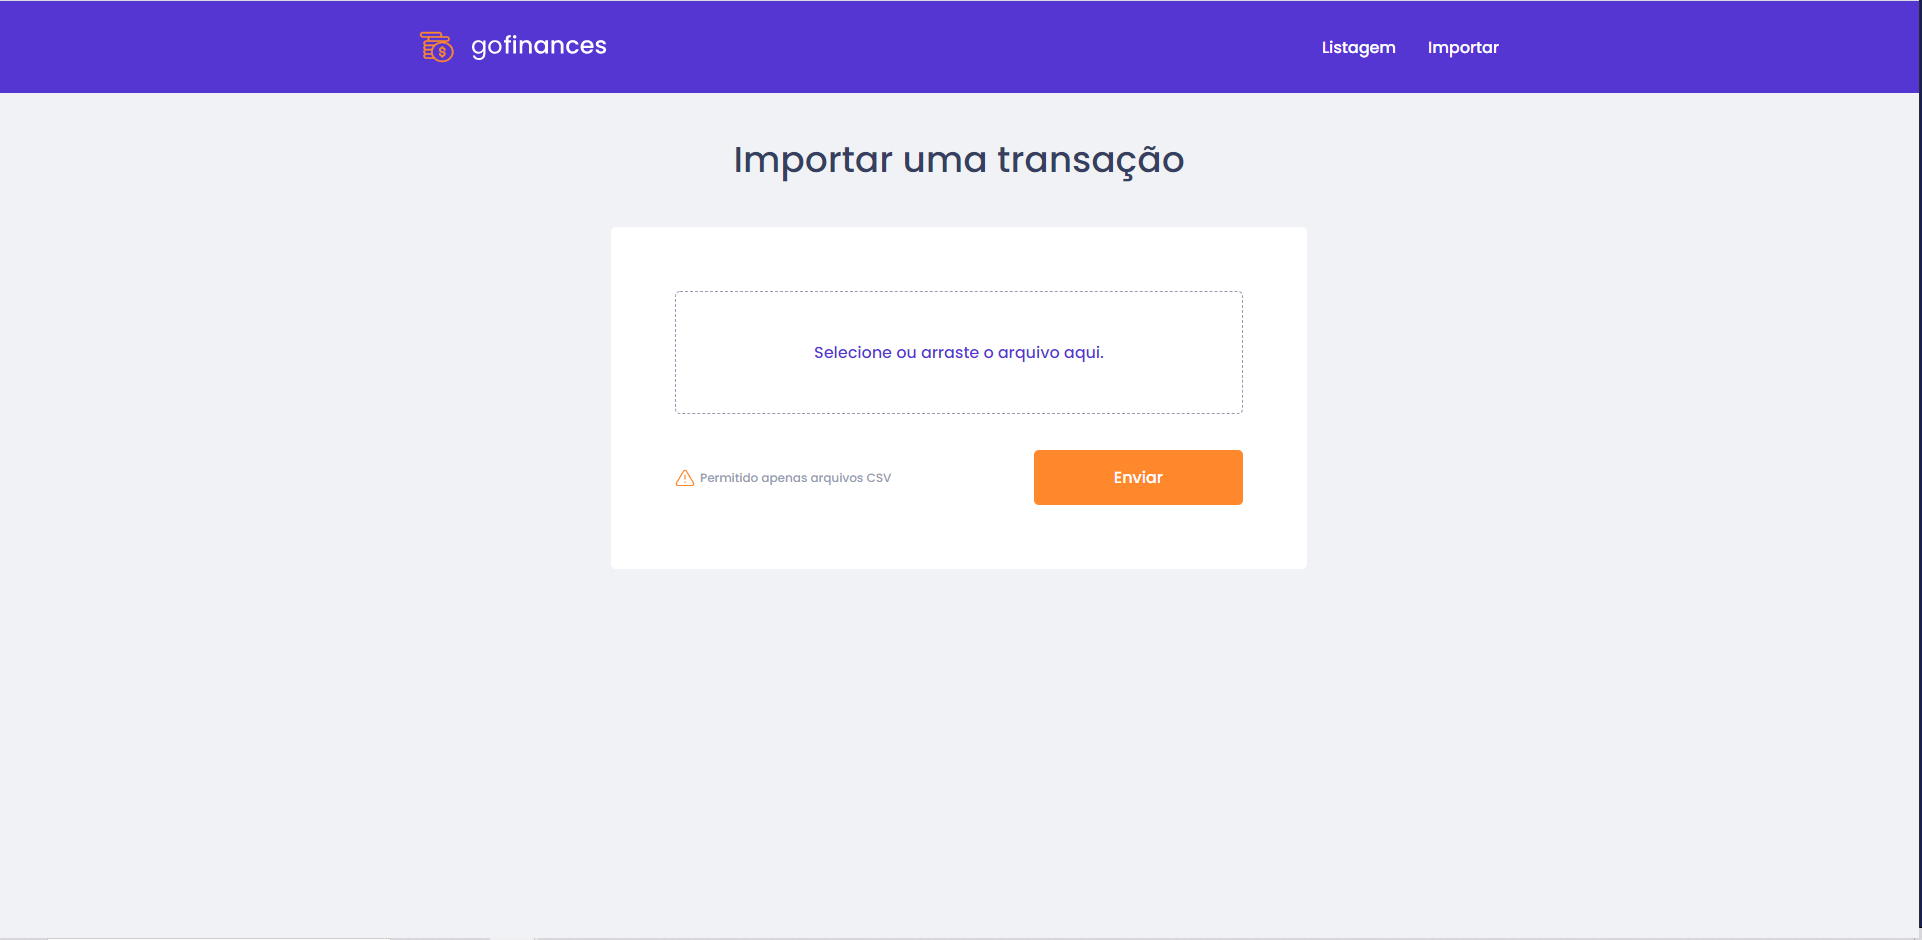 gofinances
Listagem
Importar
Importar uma transação
Selecione ou arraste o arquivo aqui.
Permitido apenas arquivos CSV
Enviar